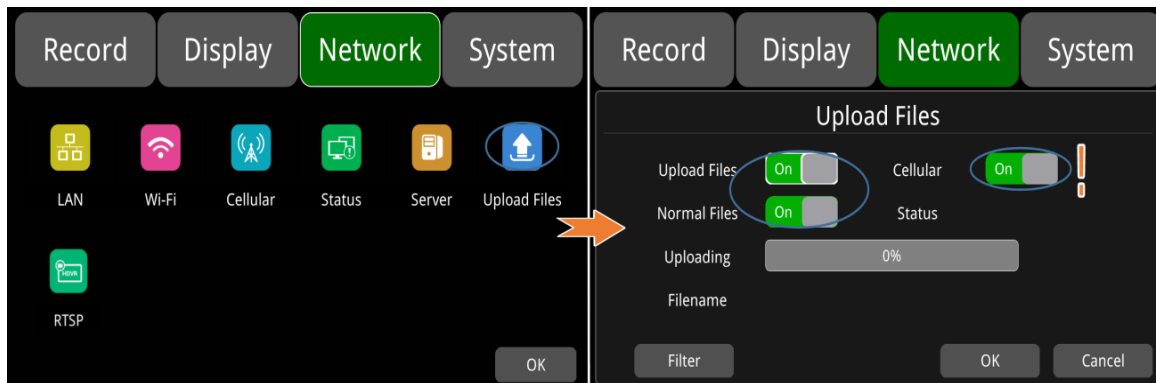 Record Display Network System
LAN Wi-Fi Cellular Status Server Upload Files
HDVR
RTSP
OK
Record Display Network System
Upload Files
Upload Files On Cellular On !
Normal Files On Status
Uploading 0%
Filename
Filter OK Cancel